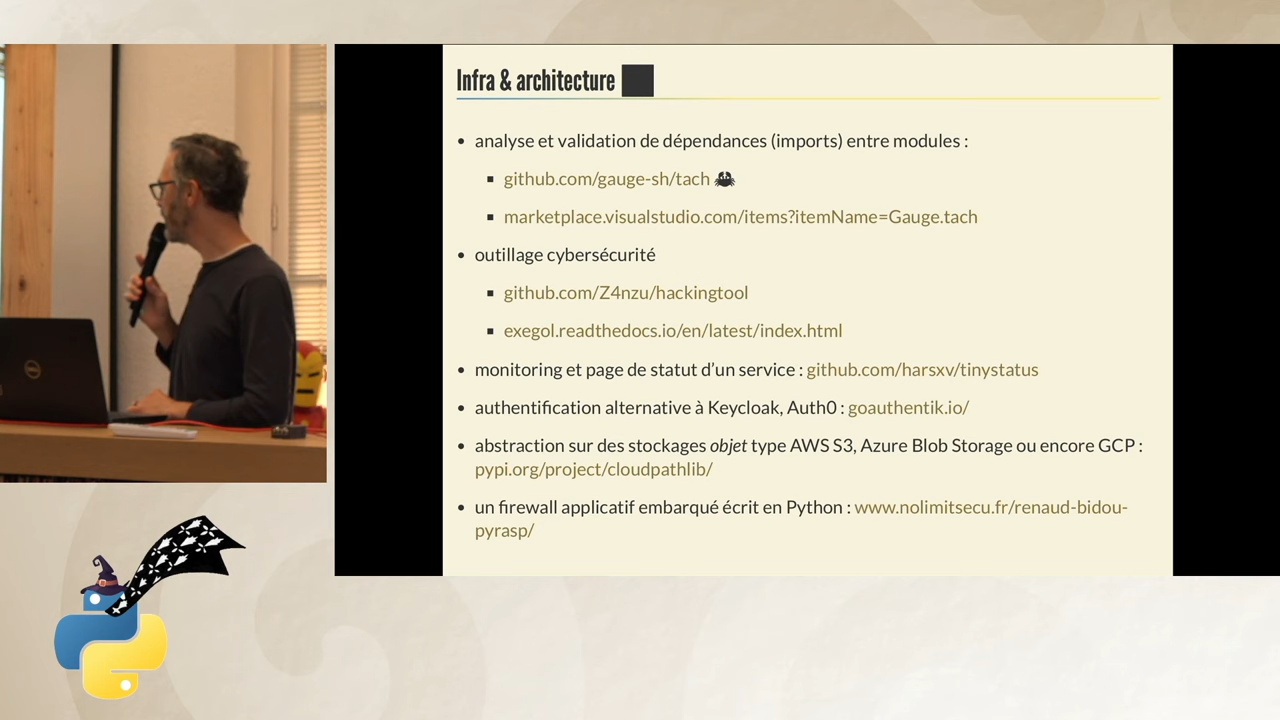 Infra & architecture
• analyse et validation de dépendances (imports) entre modules :
▪ github.com/gauge-sh/tach 🦀
▪ marketplace.visualstudio.com/items?itemName=Gauge.tach
• outillage cybersécurité
▪ github.com/Z4nzu/hackingtool
▪ exegol.readthedocs.io/en/latest/index.html
• monitoring et page de statut d’un service : github.com/harsxv/tinystatus
• authentification alternative à Keycloak, Auth0 : goauthentik.io/
• abstraction sur des stockages objet type AWS S3, Azure Blob Storage ou encore GCP :
pypi.org/project/cloudpathlib/
• un firewall applicatif embarqué écrit en Python : www.nolimitsecu.fr/renaud-bidou-
pyrasp/